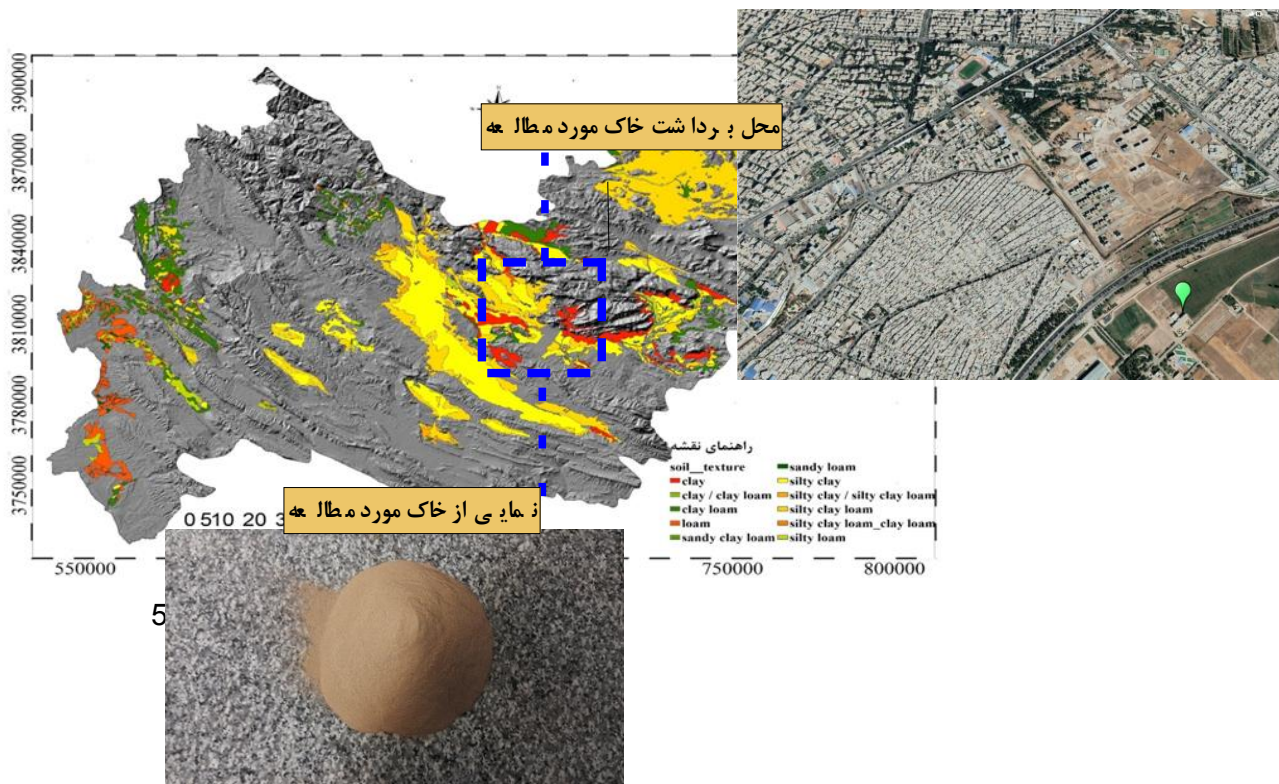 محل برداشت خاک مورد مطالعه
3900000
3870000
3840000
3810000
3780000
3750000
راهنمای نقشه
soil__texture
clay
clay / clay loam
clay loam
loam
sandy clay loam
sandy loam
silty clay
silty clay / silty clay loam
silty clay loam
silty clay loam_clay loam
silty loam
نمایی از خاک مورد مطالعه
0 510 20
550000
750000
800000
5